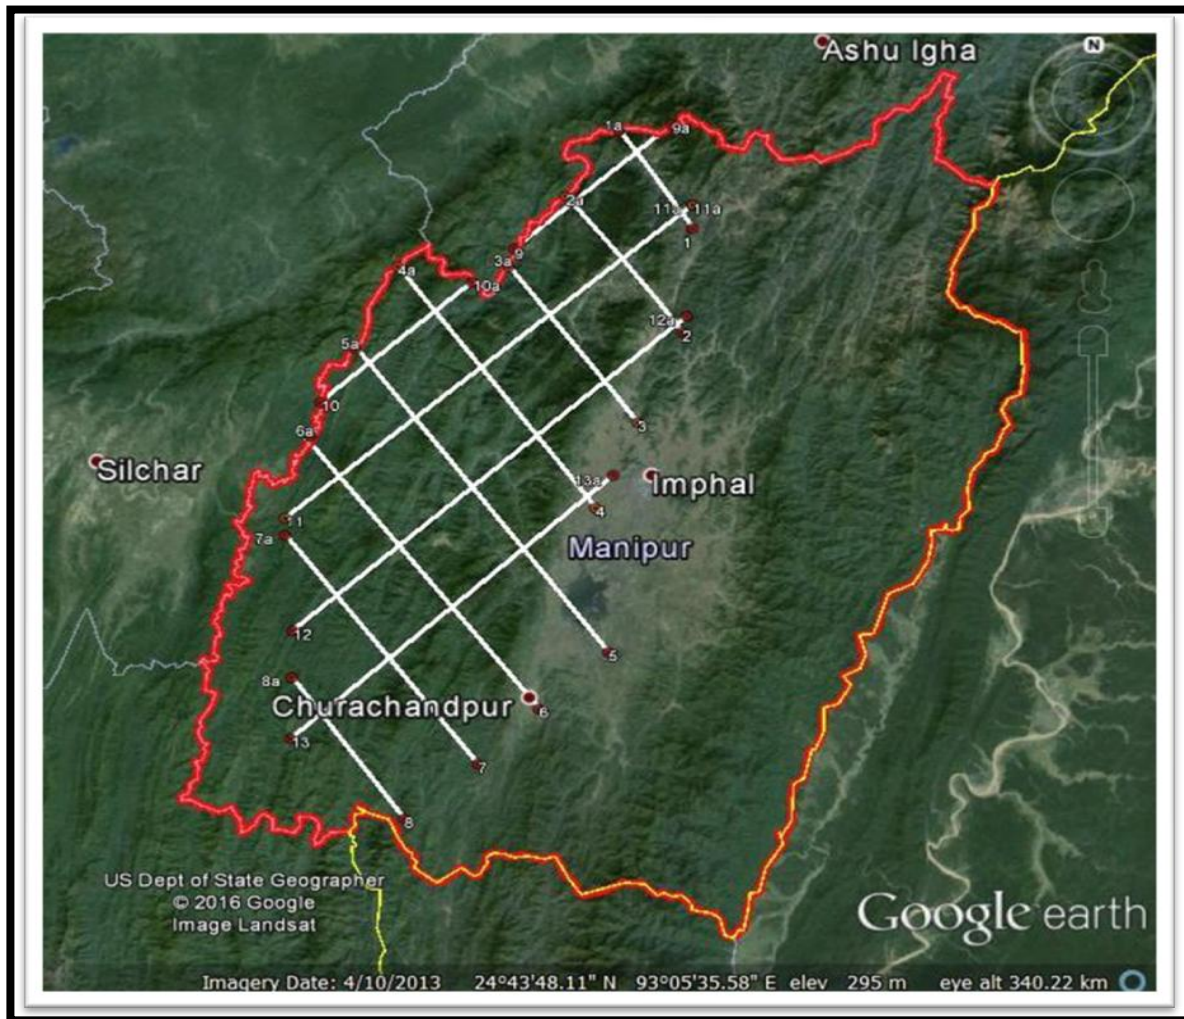 Ashu Igha
N
1a
9a
2a
11a
11a
1
9
3a
4a
10a
12a
2
5a
10
6a
3
Silchar
13a
Imphal
4
11
7a
Manipur
12
5
8a
Churachandpur
6
13
7
8
US Dept of State Geographer
© 2016 Google
Image Landsat
Google earth
Imagery Date: 4/10/2013 24°43'48.11" N 93°05'35.58" E elev 295 m eye alt 340.22 km